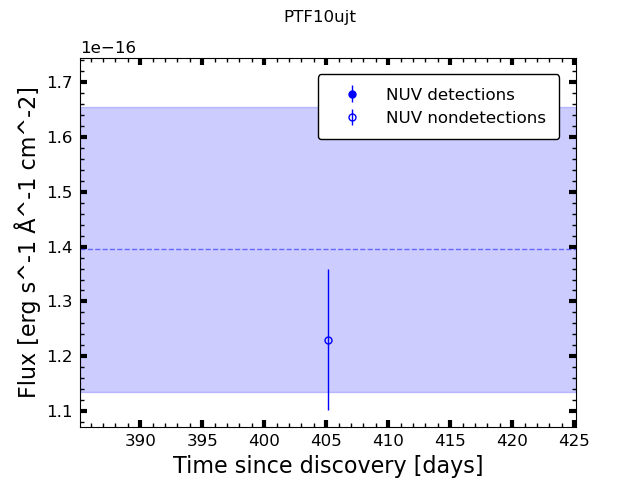 PTF10ujt
1e−16
NUV detections
NUV nondetections
1.7
1.6
1.5
1.4
1.3
1.2
1.1
Flux [erg s^-1 Å^-1 cm^-2]
390 395 400 405 410 415 420 425
Time since discovery [days]